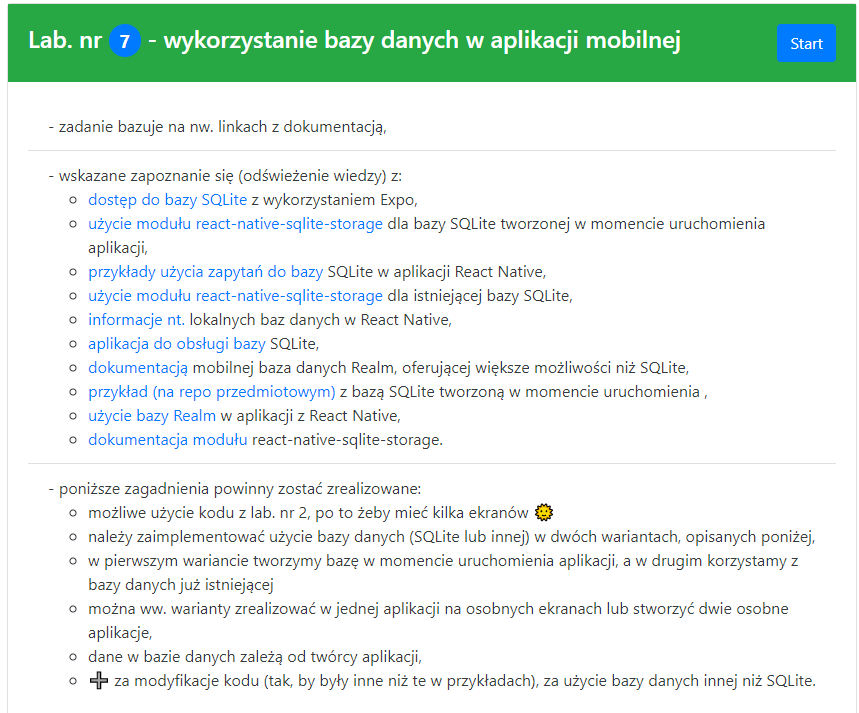 Lab. nr 7 - wykorzystanie bazy danych w aplikacji mobilnej
Start
- zadanie bazuje na nw. linkach z dokumentacją,
- wskazane zapoznanie się (odświeżenie wiedzy) z:
dostęp do bazy SQLite z wykorzystaniem Expo,
użycie modułu react-native-sqlite-storage dla bazy SQLite tworzonej w momencie uruchomienia
aplikacji,
przykłady użycia zapytań do bazy SQLite w aplikacji React Native,
użycie modułu react-native-sqlite-storage dla istniejącej bazy SQLite,
informacje nt. lokalnych baz danych w React Native,
aplikacja do obsługi bazy SQLite,
dokumentacją mobilnej baza danych Realm, oferującej większe możliwości niż SQLite,
przykład (na repo przedmiotowym) z bazą SQLite tworzoną w momencie uruchomienia ,
użycie bazy Realm w aplikacji z React Native,
dokumentacja modułu react-native-sqlite-storage.
- poniższe zagadnienia powinny zostać zrealizowane:
możliwe użycie kodu z lab. nr 2, po to żeby mieć kilka ekranów
należy zaimplementować użycie bazy danych (SQLite lub innej) w dwóch wariantach, opisanych poniżej,
w pierwszym wariancie tworzymy bazę w momencie uruchomienia aplikacji, a w drugim korzystamy z
bazy danych już istniejącej
można ww. warianty zrealizować w jednej aplikacji na osobnych ekranach lub stworzyć dwie osobne
aplikacje,
dane w bazie danych zależą od twórcy aplikacji,
➕ za modyfikacje kodu (tak, by były inne niż te w przykładach), za użycie bazy danych innej niż SQLite.